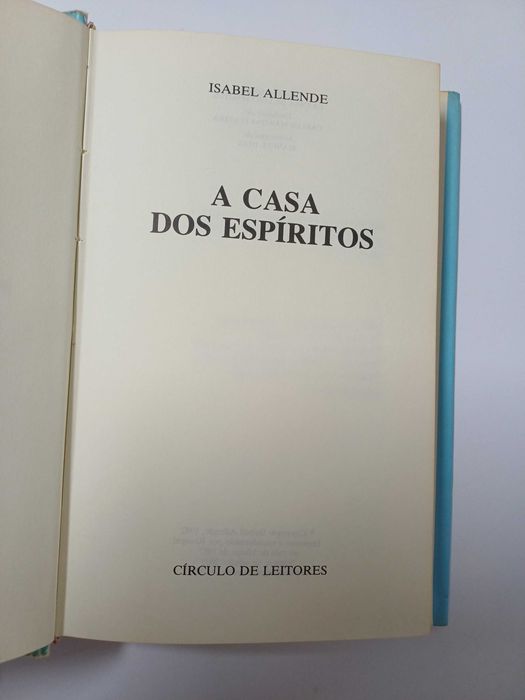 ISABEL ALLENDE
A CASA
DOS ESPÍRITOS
CÍRCULO DE LEITORES